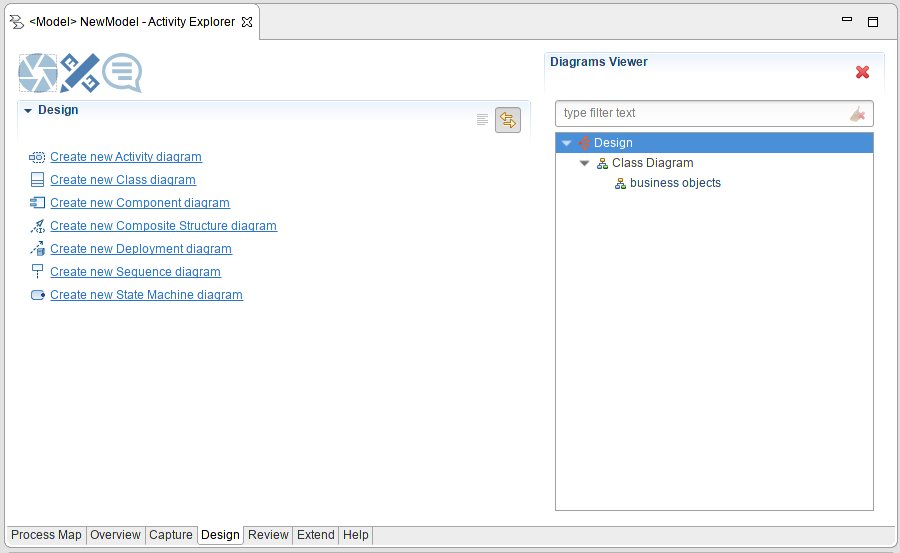 <Model> NewModel - Activity Explorer
Diagrams Viewer
Design
type filter text
Design
Class Diagram
business objects
Create new Activity diagram
Create new Class diagram
Create new Component diagram
Create new Composite Structure diagram
Create new Deployment diagram
Create new Sequence diagram
Create new State Machine diagram
Process Map Overview Capture Design Review Extend Help